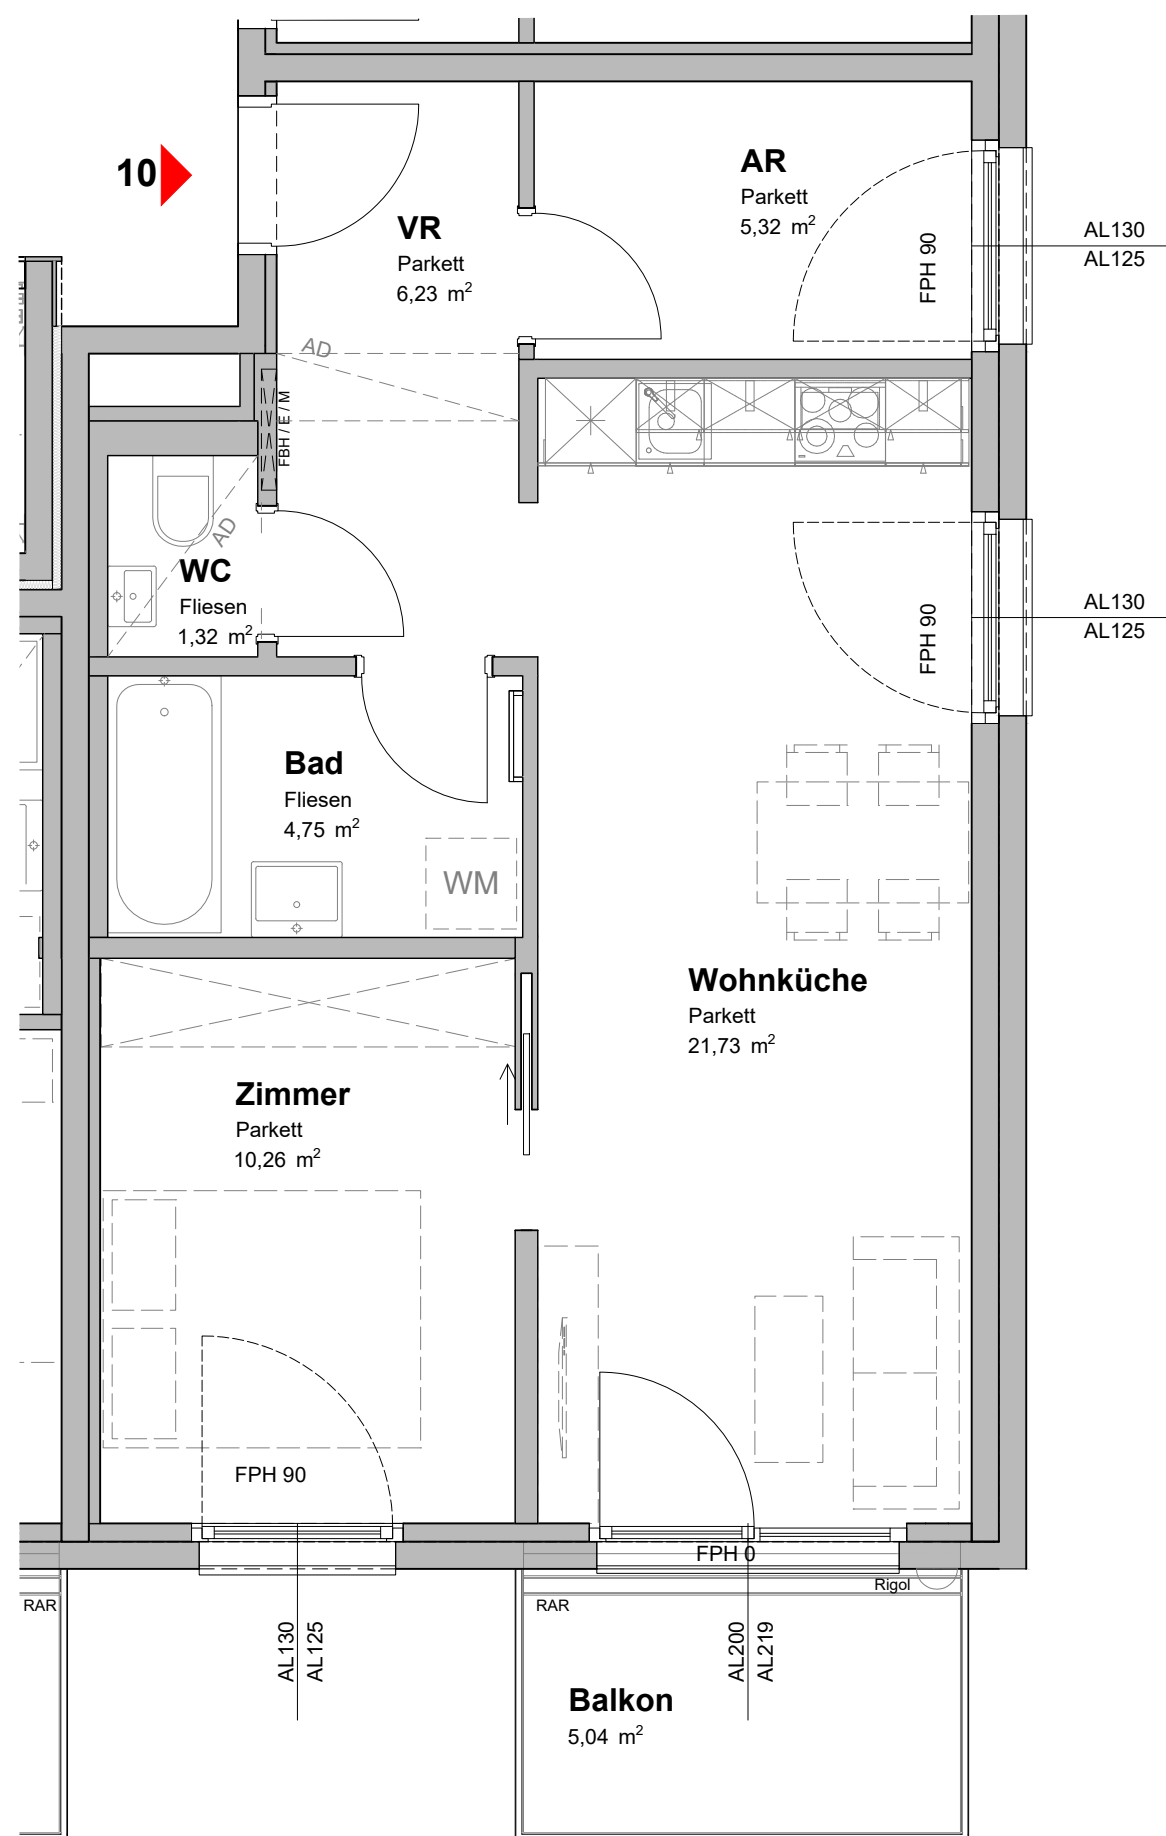 10
VR
Parkett
6,23 m²
AR
Parkett
5,32 m²
FPH 90
AL130
AL125
AD
FBH / E / M
AD
WC
Fliesen
1,32 m²
FPH 90
AL130
AL125
Bad
Fliesen
4,75 m²
WM
Wohnküche
Parkett
21,73 m²
Zimmer
Parkett
10,26 m²
FPH 90
FPH 0
Rigol
RAR
RAR
AL130
AL125
AL200
AL219
Balkon
5,04 m²